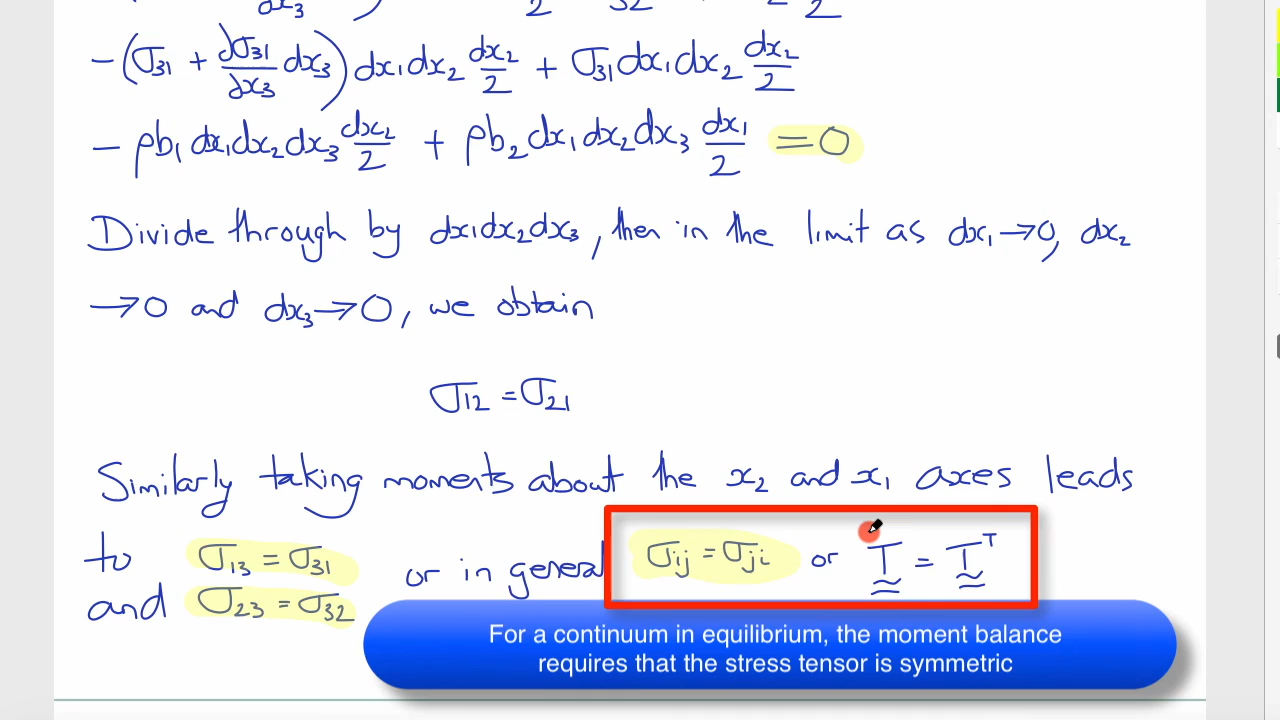 -(σ31 + ∂σ31/∂x3 dx3) dx1dx2 dx2/2 + σ31dx1dx2 dx2/2
- ρb1dx1dx2dx3 dx2/2 + ρb2dx1dx2dx3 dx1/2 =0
Divide through by dx1dx2dx3, then in the limit as dx1→0, dx2
→0 and dx3→0, we obtain
σ12 = σ21
Similarly taking moments about the x2 and x1 axes leads
to σ13 = σ31 or in general σij = σji or T = T^T
and σ23 = σ32
For a continuum in equilibrium, the moment balance
requires that the stress tensor is symmetric